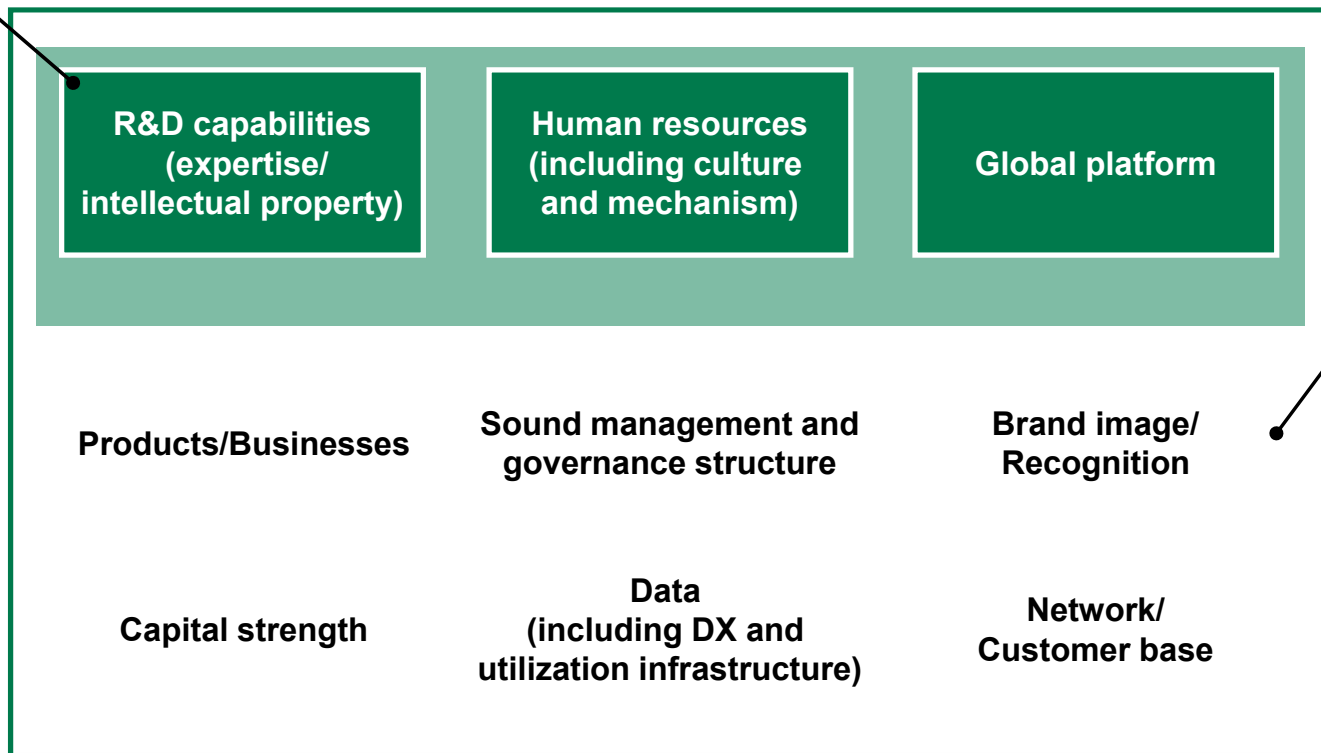 R&D capabilities
(expertise/
intellectual property)
Human resources
(including culture
and mechanism)
Global platform
Products/Businesses
Sound management and
governance structure
Brand image/
Recognition
Capital strength
Data
(including DX and
utilization infrastructure)
Network/
Customer base